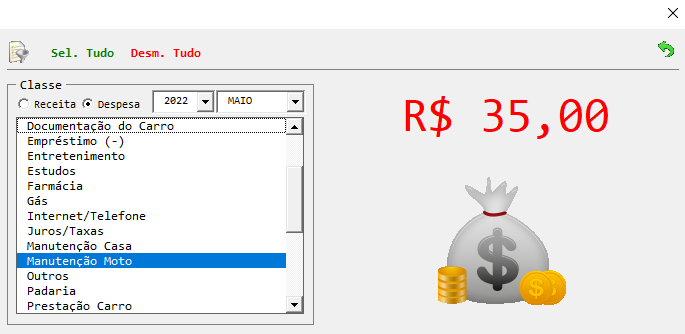 Sel. Tudo Desm. Tudo
Classe
Receita Despesa 2022 MAIO
R$ 35,00
Documentação do Carro
Empréstimo (-)
Entretenimento
Estudos
Farmácia
Gás
Internet/Telefone
Juros/Taxas
Manutenção Casa
Manutenção Moto
Outros
Padaria
Prestação Carro
$
$